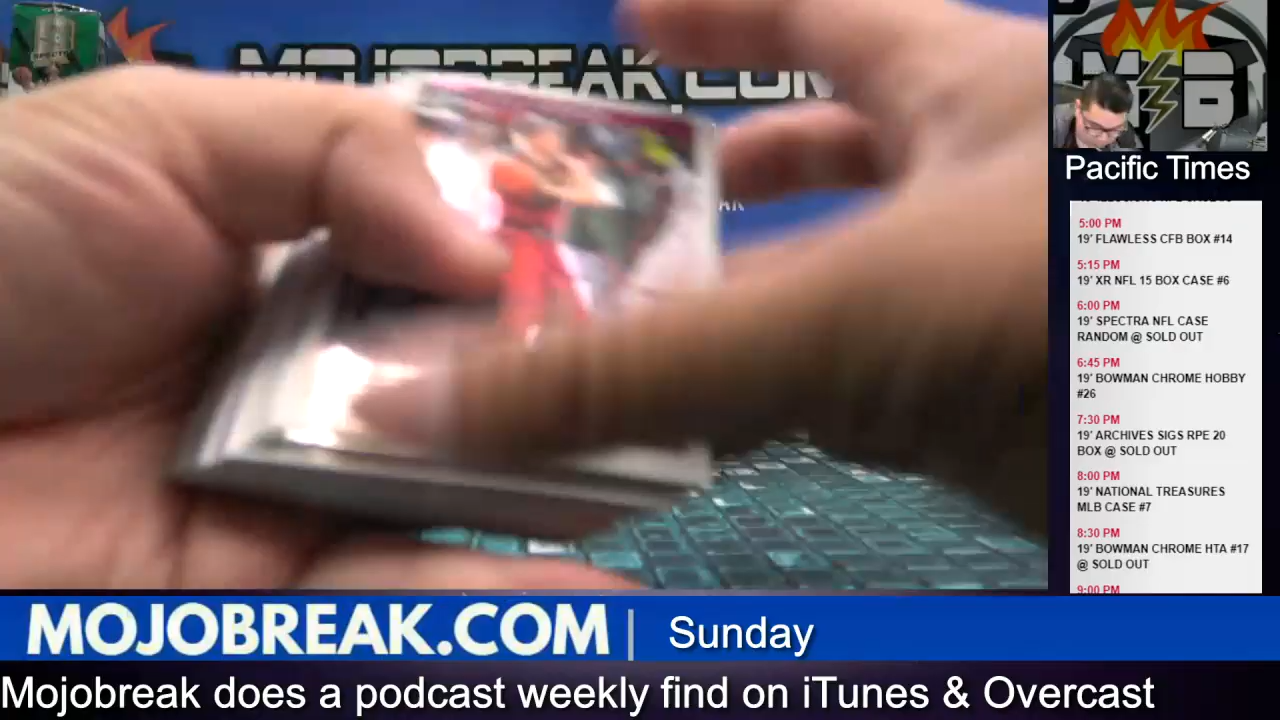 MOJOBREAK.COM
SPECTRA
MB
Pacific Times
5:00 PM
19' FLAWLESS CFB BOX #14
5:15 PM
19' XR NFL 15 BOX CASE #6
6:00 PM
19' SPECTRA NFL CASE
RANDOM @ SOLD OUT
6:45 PM
19' BOWMAN CHROME HOBBY
#26
7:30 PM
19' ARCHIVES SIGS RPE 20
BOX @ SOLD OUT
8:00 PM
19' NATIONAL TREASURES
MLB CASE #7
8:30 PM
19' BOWMAN CHROME HTA #17
@ SOLD OUT
9:00 PM
MOJOBREAK.COM | Sunday
Mojobreak does a podcast weekly find on iTunes & Overcast